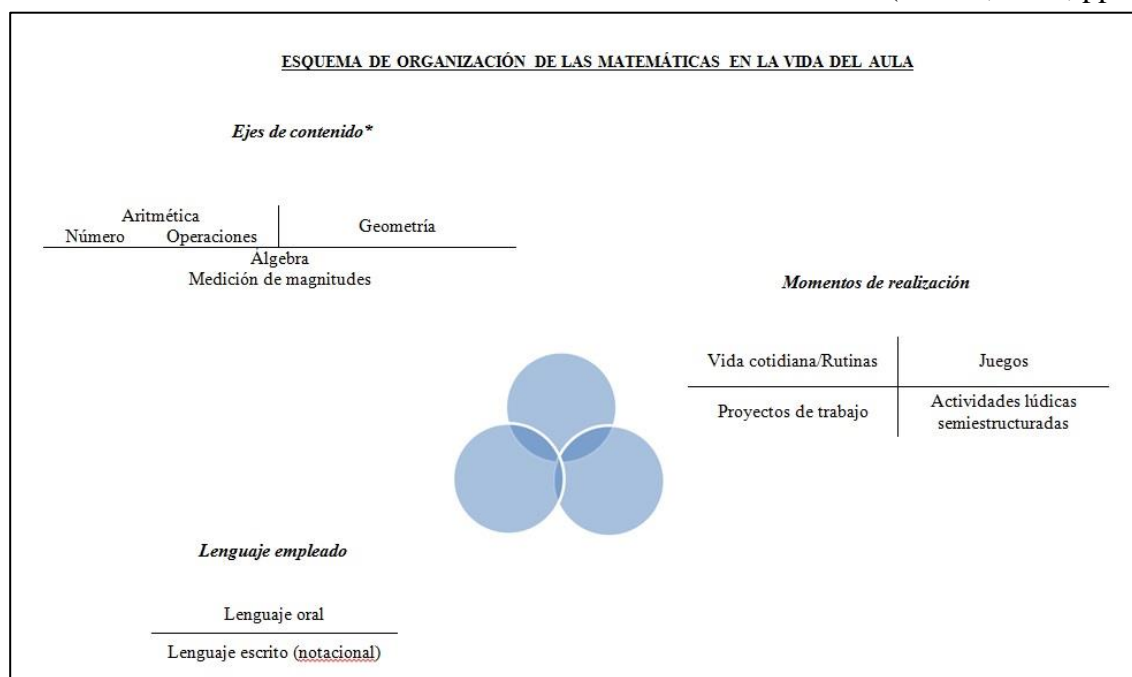 ESQUEMA DE ORGANIZACIÓN DE LAS MATEMÁTICAS EN LA VIDA DEL AULA
Ejes de contenido*
Aritmética
Número Operaciones
Geometría
Álgebra
Medición de magnitudes
Momentos de realización
Vida cotidiana/Rutinas
Juegos
Proyectos de trabajo
Actividades lúdicas
semiestructuradas
Lenguaje empleado
Lenguaje oral
Lenguaje escrito (notacional)